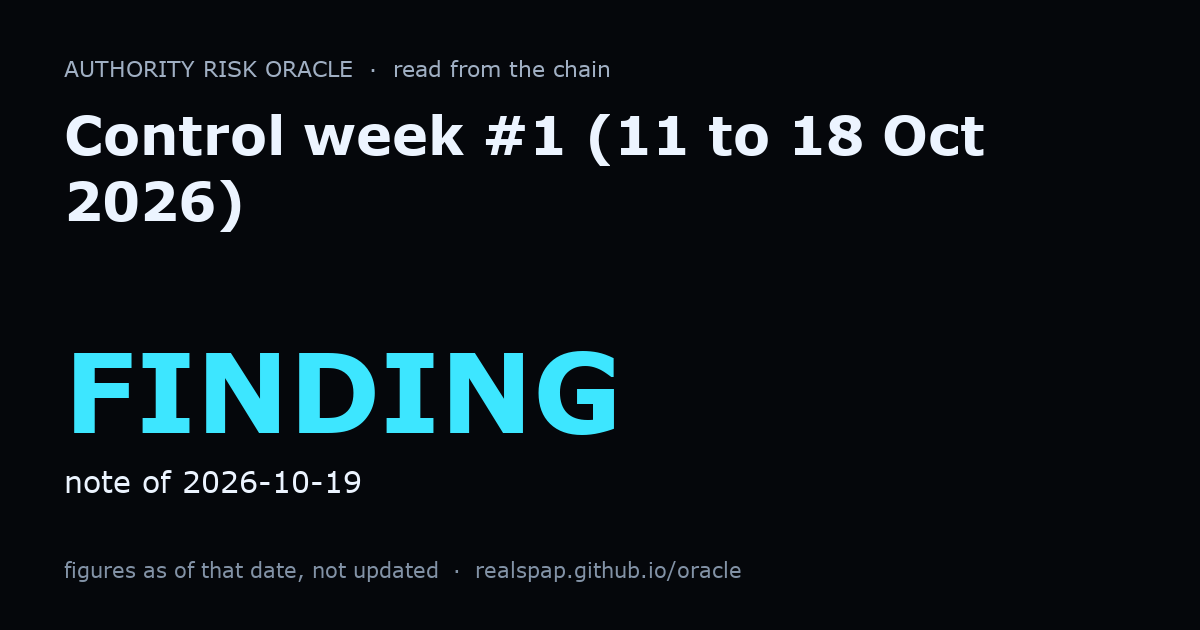 AUTHORITY RISK ORACLE · read from the chain
Control week #1 (11 to 18 Oct
2026)
FINDING
note of 2026-10-19
figures as of that date, not updated · realspap.github.io/oracle